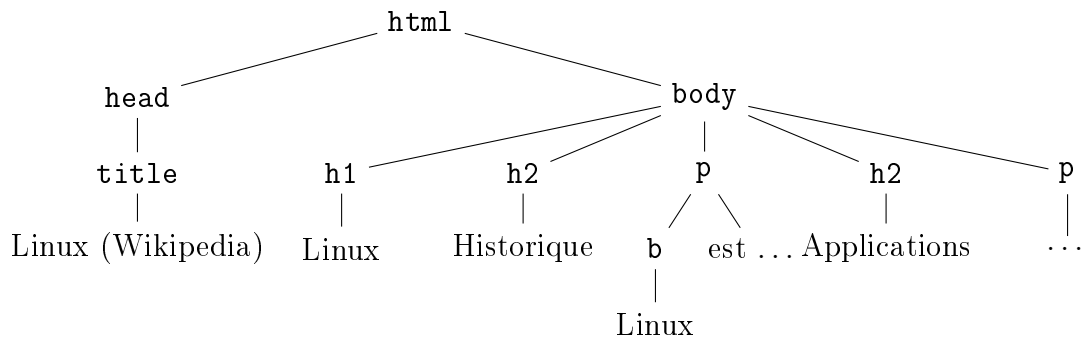 html
head body
title h1 h2 p h2 p
Linux (Wikipedia) Linux Historique b est … Applications …
Linux